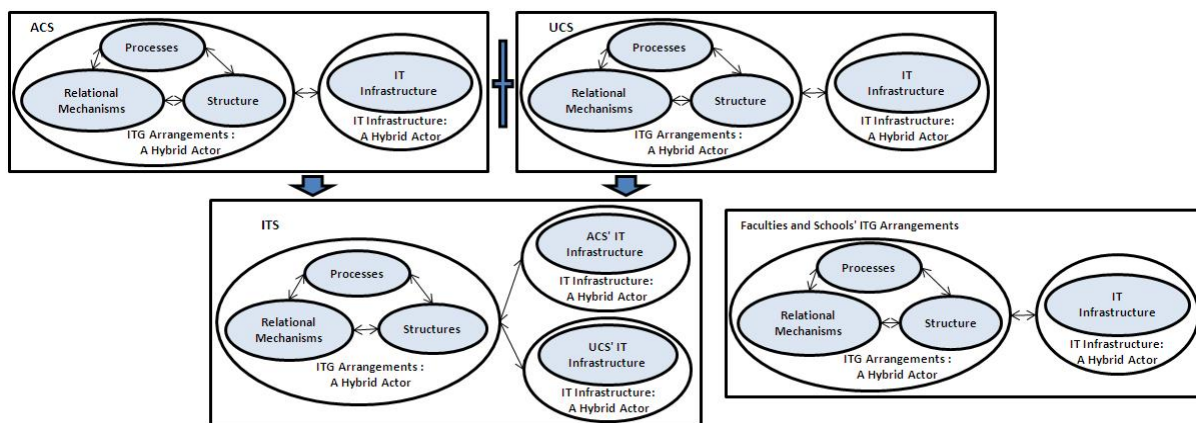 ACS
Processes
Relational
Mechanisms
Structure
ITG Arrangements :
A Hybrid Actor
IT
Infrastructure
IT Infrastructure:
A Hybrid Actor
UCS
Processes
Relational
Mechanisms
Structure
ITG Arrangements :
A Hybrid Actor
IT
Infrastructure
IT Infrastructure:
A Hybrid Actor
ITS
Processes
Relational
Mechanisms
Structures
ITG Arrangements :
A Hybrid Actor
ACS' IT
Infrastructure
IT Infrastructure:
A Hybrid Actor
UCS' IT
Infrastructure
IT Infrastructure:
A Hybrid Actor
Faculties and Schools' ITG Arrangements
Processes
Relational
Mechanisms
Structure
ITG Arrangements :
A Hybrid Actor
IT
Infrastructure
IT Infrastructure:
A Hybrid Actor